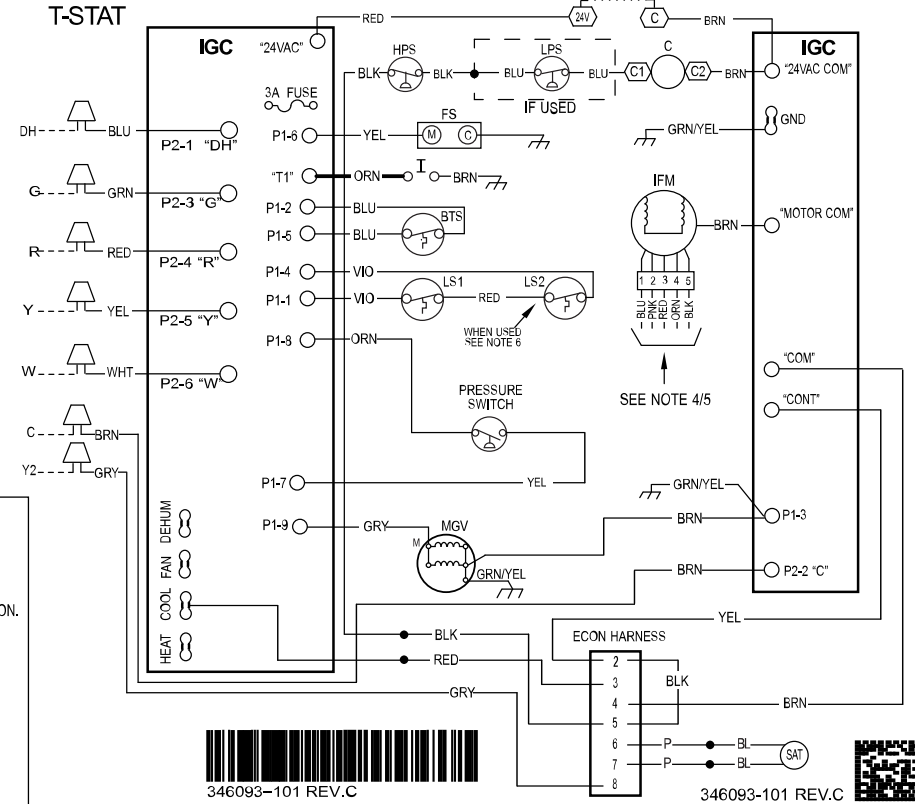 T-STAT
IGC
"24VAC"
RED
24V
C
BRN
IGC
"24VAC COM"
HPS
BLK
BLK
LPS
BLU
BLU
IF USED
C1
C
C2
BRN
3A FUSE
FS
P1-6
YEL
M
C
GRN/YEL
GND
DH
BLU
P2-1 "DH"
"T1"
ORN
I
BRN
IFM
G
GRN
P2-3 "G"
P1-2
BLU
BTS
P1-5
BLU
BRN
"MOTOR COM"
R
RED
P2-4 "R"
P1-4
VIO
P1-1
VIO
LS1
RED
LS2
1 2 3 4 5
BLU
PNK
RED
ORN
BLK
WHEN USED
SEE NOTE 6
Y
YEL
P2-5 "Y"
P1-8
ORN
"COM"
W
WHT
P2-6 "W"
PRESSURE
SWITCH
SEE NOTE 4/5
"CONT"
C
BRN
Y2
GRY
P1-7
YEL
GRN/YEL
P1-9
GRY
M
MGV
GRN/YEL
BRN
P1-3
BRN
P2-2 "C"
DEHUM
FAN
COOL
HEAT
ON.
YEL
BLK
RED
GRY
ECON HARNESS
2
3
4
5
6
7
8
BLK
BRN
P
BL
P
BL
SAT
346093-101 REV.C
346093-101 REV.C